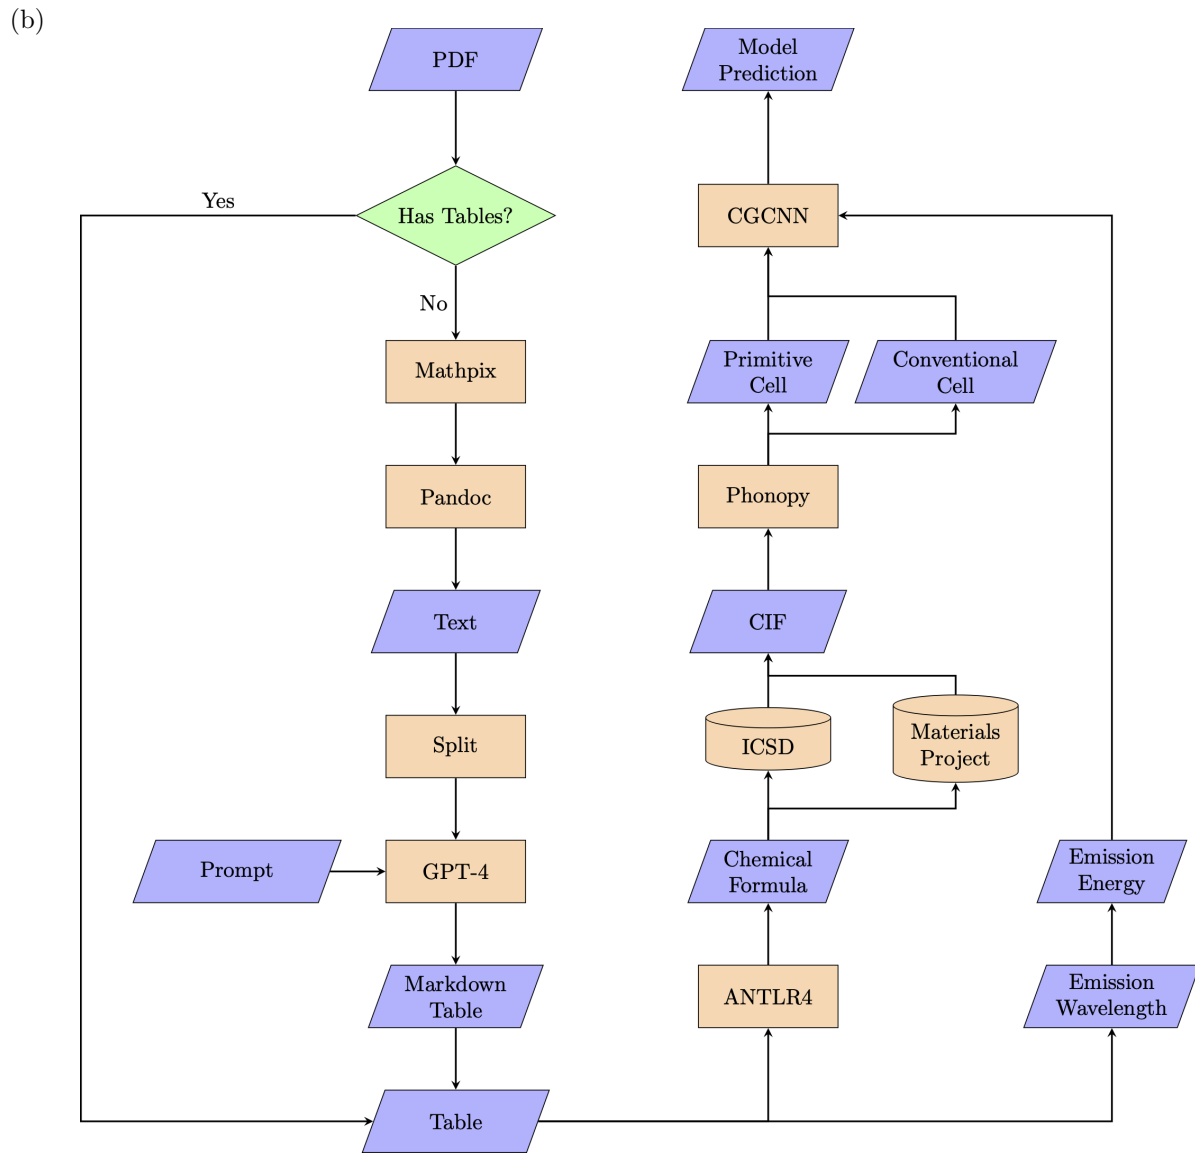 (b)
PDF
Has Tables?
Yes
No
Mathpix
Pandoc
Text
Split
Prompt
GPT-4
Markdown
Table
Table
Model
Prediction
CGCNN
Primitive
Cell
Conventional
Cell
Phonopy
CIF
ICSD
Materials
Project
Chemical
Formula
ANTLR4
Emission
Energy
Emission
Wavelength